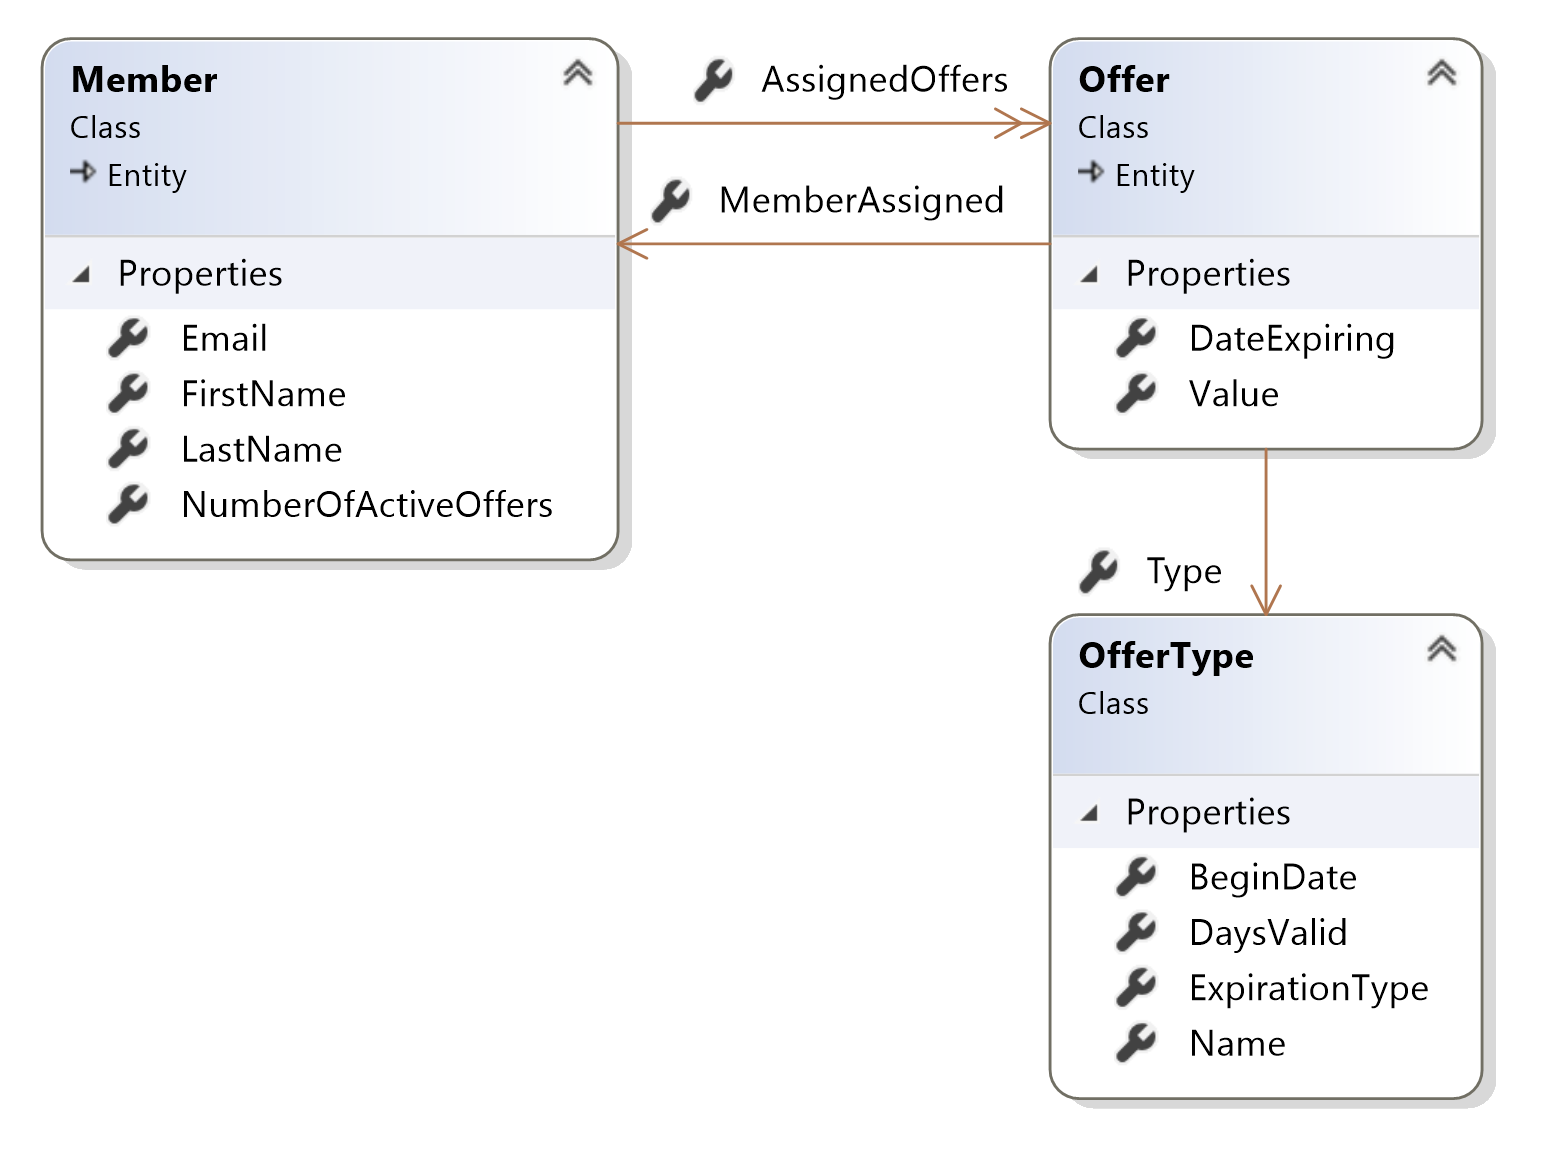 Member
Class
Entity
Properties
Email
FirstName
LastName
NumberOfActiveOffers
AssignedOffers
MemberAssigned
Offer
Class
Entity
Properties
DateExpiring
Value
Type
OfferType
Class
Properties
BeginDate
DaysValid
ExpirationType
Name